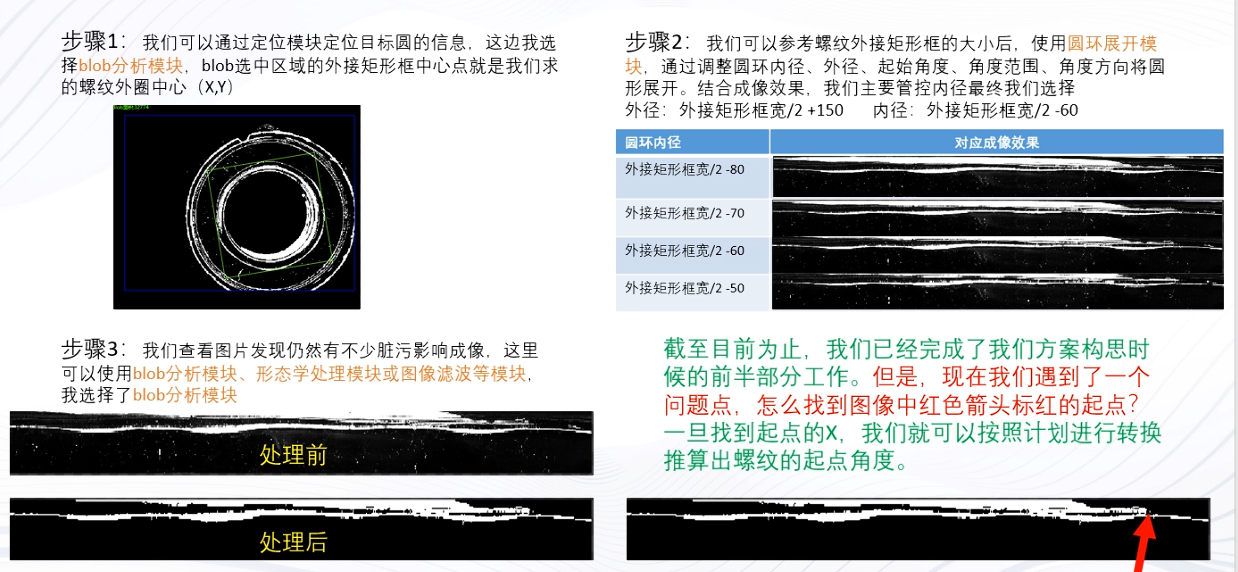 步骤1： 我们可以通过定位模块定位目标圆的信息，这边我选
择blob分析模块，blob选中区域的外接矩形框中心点就是我们求
的螺纹外圈中心（X,Y）
步骤2： 我们可以参考螺纹外接矩形框的大小后，使用圆环展开模
块，通过调整圆环内径、外径、起始角度、角度范围、角度方向将圆
形展开。结合成像效果，我们主要管控内径最终我们选择
外径：外接矩形框宽/2 +150 内径：外接矩形框宽/2 -60
圆环内径 对应成像效果
外接矩形框宽/2 -80
外接矩形框宽/2 -70
外接矩形框宽/2 -60
外接矩形框宽/2 -50
步骤3： 我们查看图片发现仍然有不少脏污影响成像，这里
可以使用blob分析模块、形态学处理模块或图像滤波等模块，
我选择了blob分析模块
处理前
处理后
截至目前为止，我们已经完成了我们方案构思时
候的前半部分工作。但是，现在我们遇到了一个
问题点，怎么找到图像中红色箭头标红的起点？
一旦找到起点的X，我们就可以按照计划进行转换
推算出螺纹的起点角度。